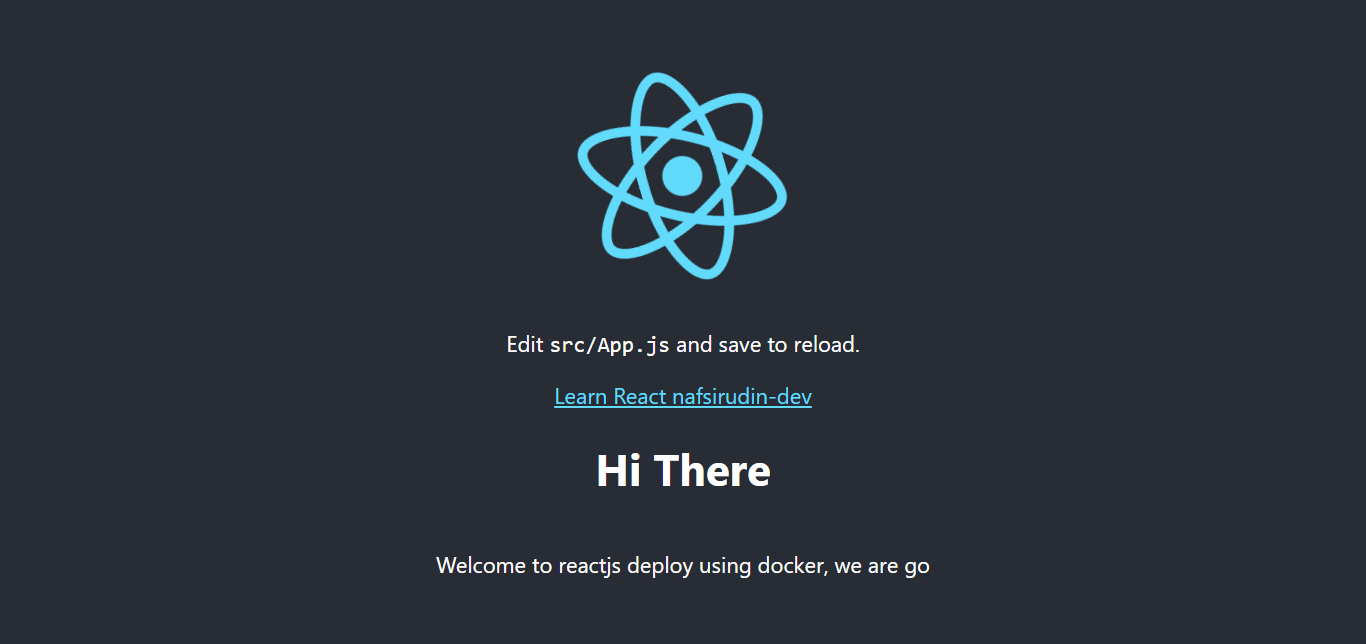 Edit src/App.js and save to reload.
Learn React nafsirudin-dev
Hi There
Welcome to reactjs deploy using docker, we are go